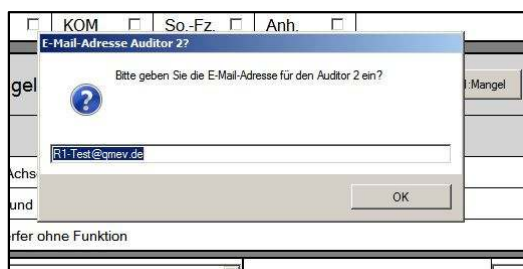 KOM So.-Fz. Anh.
E-Mail-Adresse Auditor 2?
Bitte geben Sie die E-Mail-Adresse für den Auditor 2 ein?
gel
:Mangel
R1-Test@qmev.de
Achs
OK
und
rfer ohne Funktion